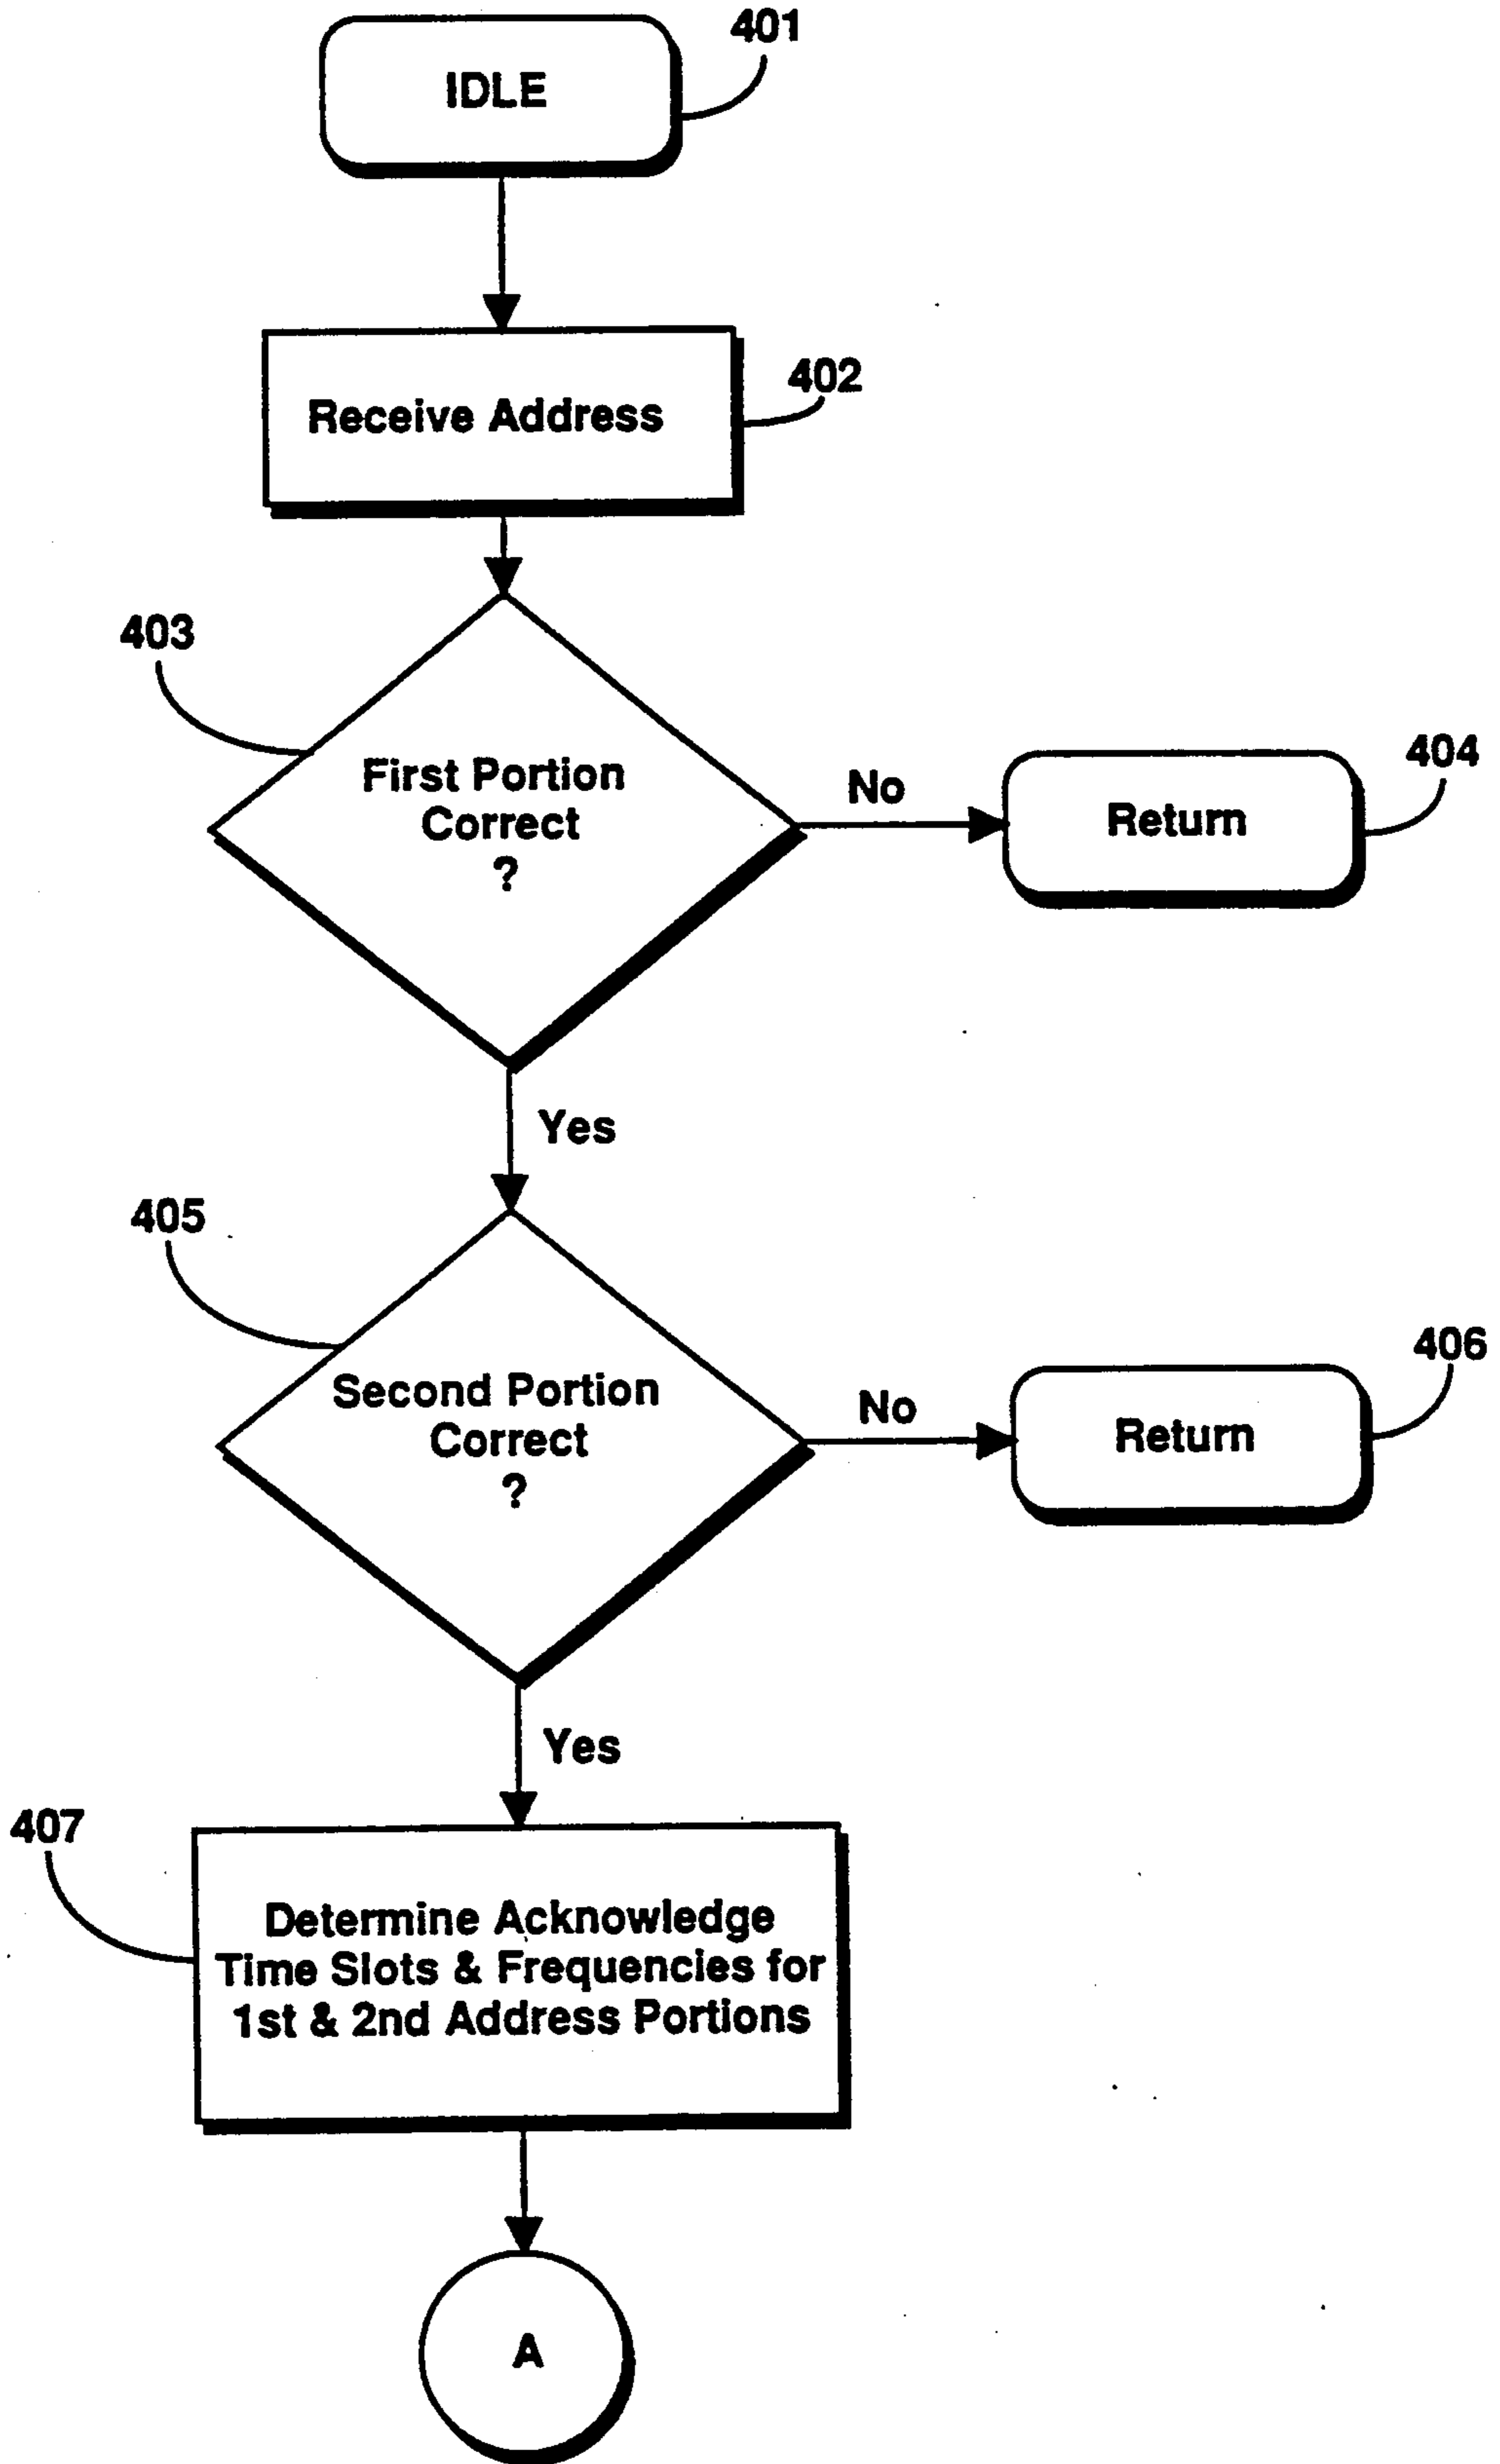 401
IDLE
402
Receive Address
403
First Portion
Correct
?
No
404
Return
Yes
405
Second Portion
Correct
?
No
406
Return
Yes
407
Determine Acknowledge
Time Slots & Frequencies for
1st & 2nd Address Portions
A